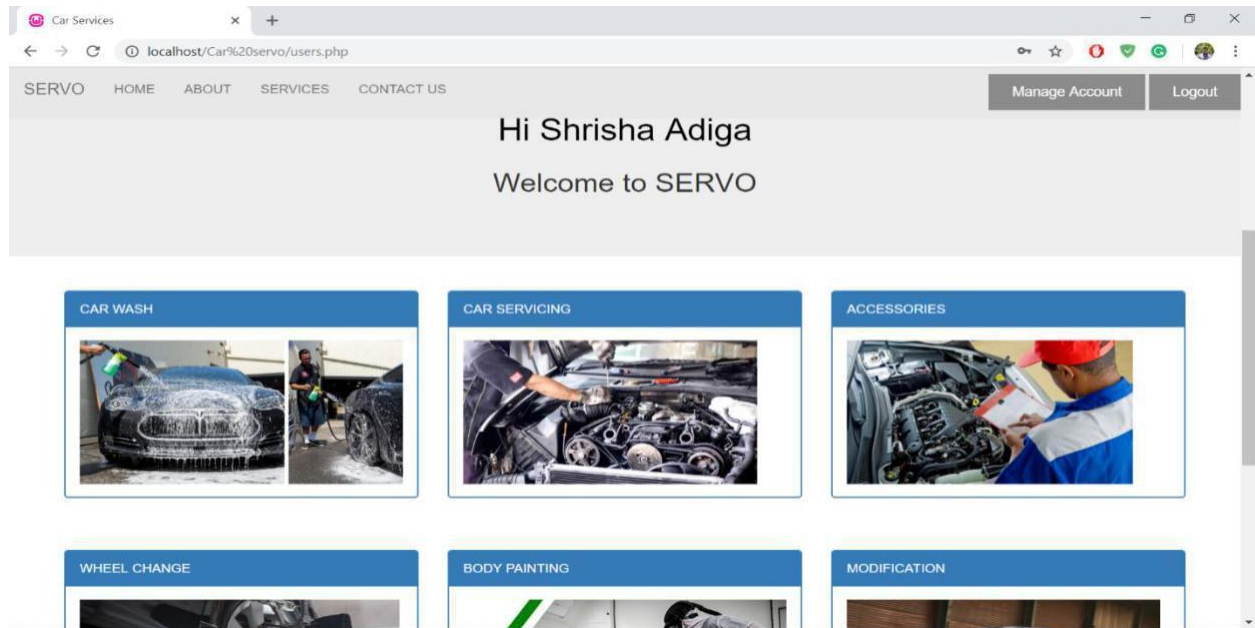 Car Services
localhost/Car%20servo/users.php
SERVO HOME ABOUT SERVICES CONTACT US Manage Account Logout
Hi Shrisha Adiga
Welcome to SERVO
CAR WASH CAR SERVICING ACCESSORIES
WHEEL CHANGE BODY PAINTING MODIFICATION